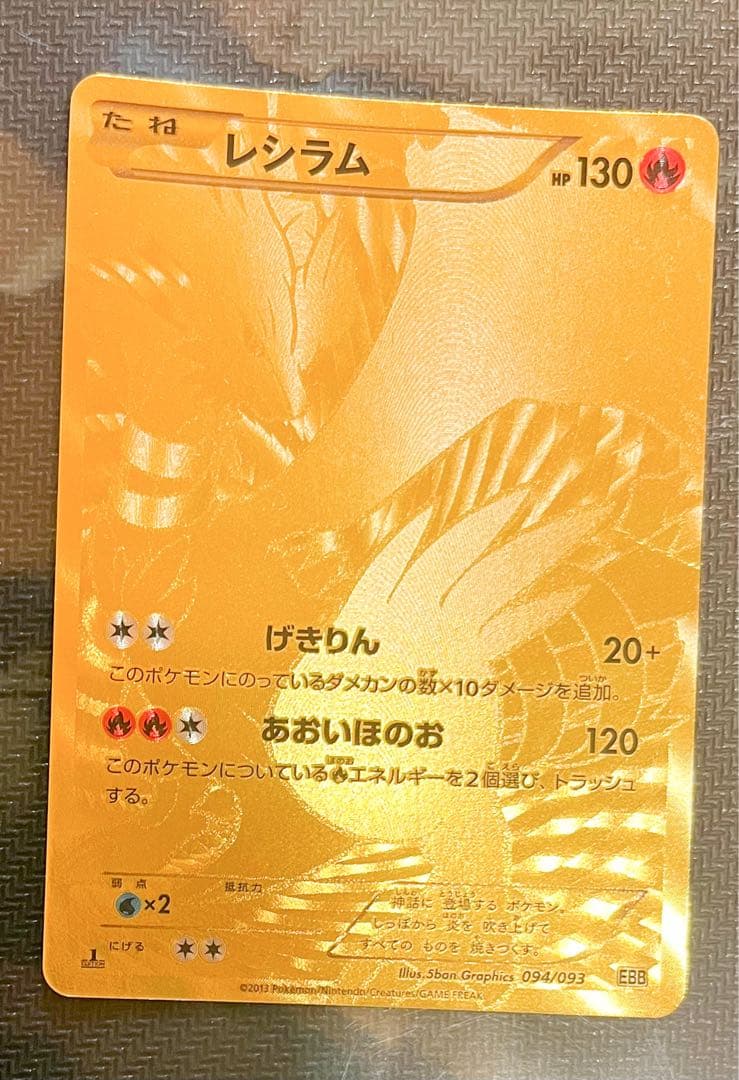 たね
レシラム
HP 130
げきりん 20+
このポケモンにのっているダメカンの数×10ダメージを追加。
あおいほのお 120
このポケモンについているエネルギーを2個選び、トラッシュ
する。
弱点 抵抗力
×2
にげる
神話に 登場する ポケモン。
しっぽから 炎を 吹き上げて
すべての ものを 焼きつくす。
1
EDITION
Illus. 5ban Graphics 094/093 EBB
©2013 Pokémon/Nintendo/Creatures/GAME FREAK